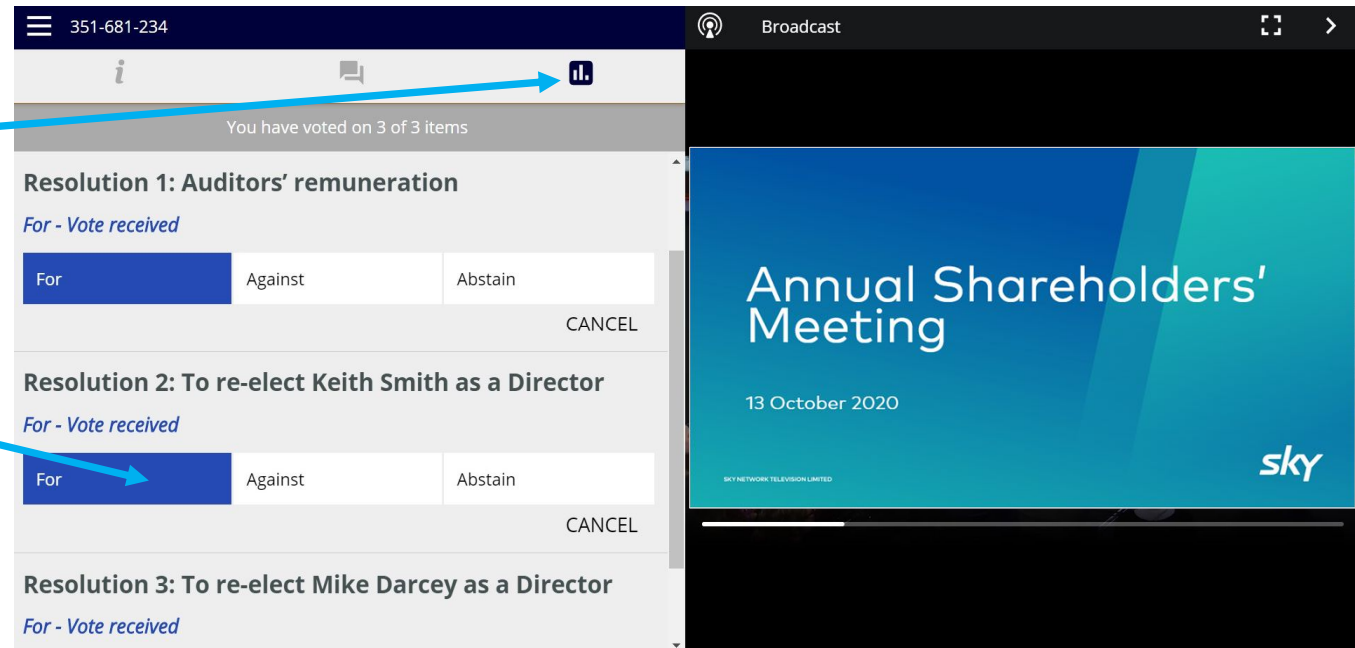 351-681-234
Broadcast
i
You have voted on 3 of 3 items
Resolution 1: Auditors’ remuneration
For - Vote received
For
Against
Abstain
CANCEL
Resolution 2: To re-elect Keith Smith as a Director
For - Vote received
For
Against
Abstain
CANCEL
Resolution 3: To re-elect Mike Darcey as a Director
For - Vote received
Annual Shareholders'
Meeting
13 October 2020
SKY NETWORK TELEVISION LIMITED
sky